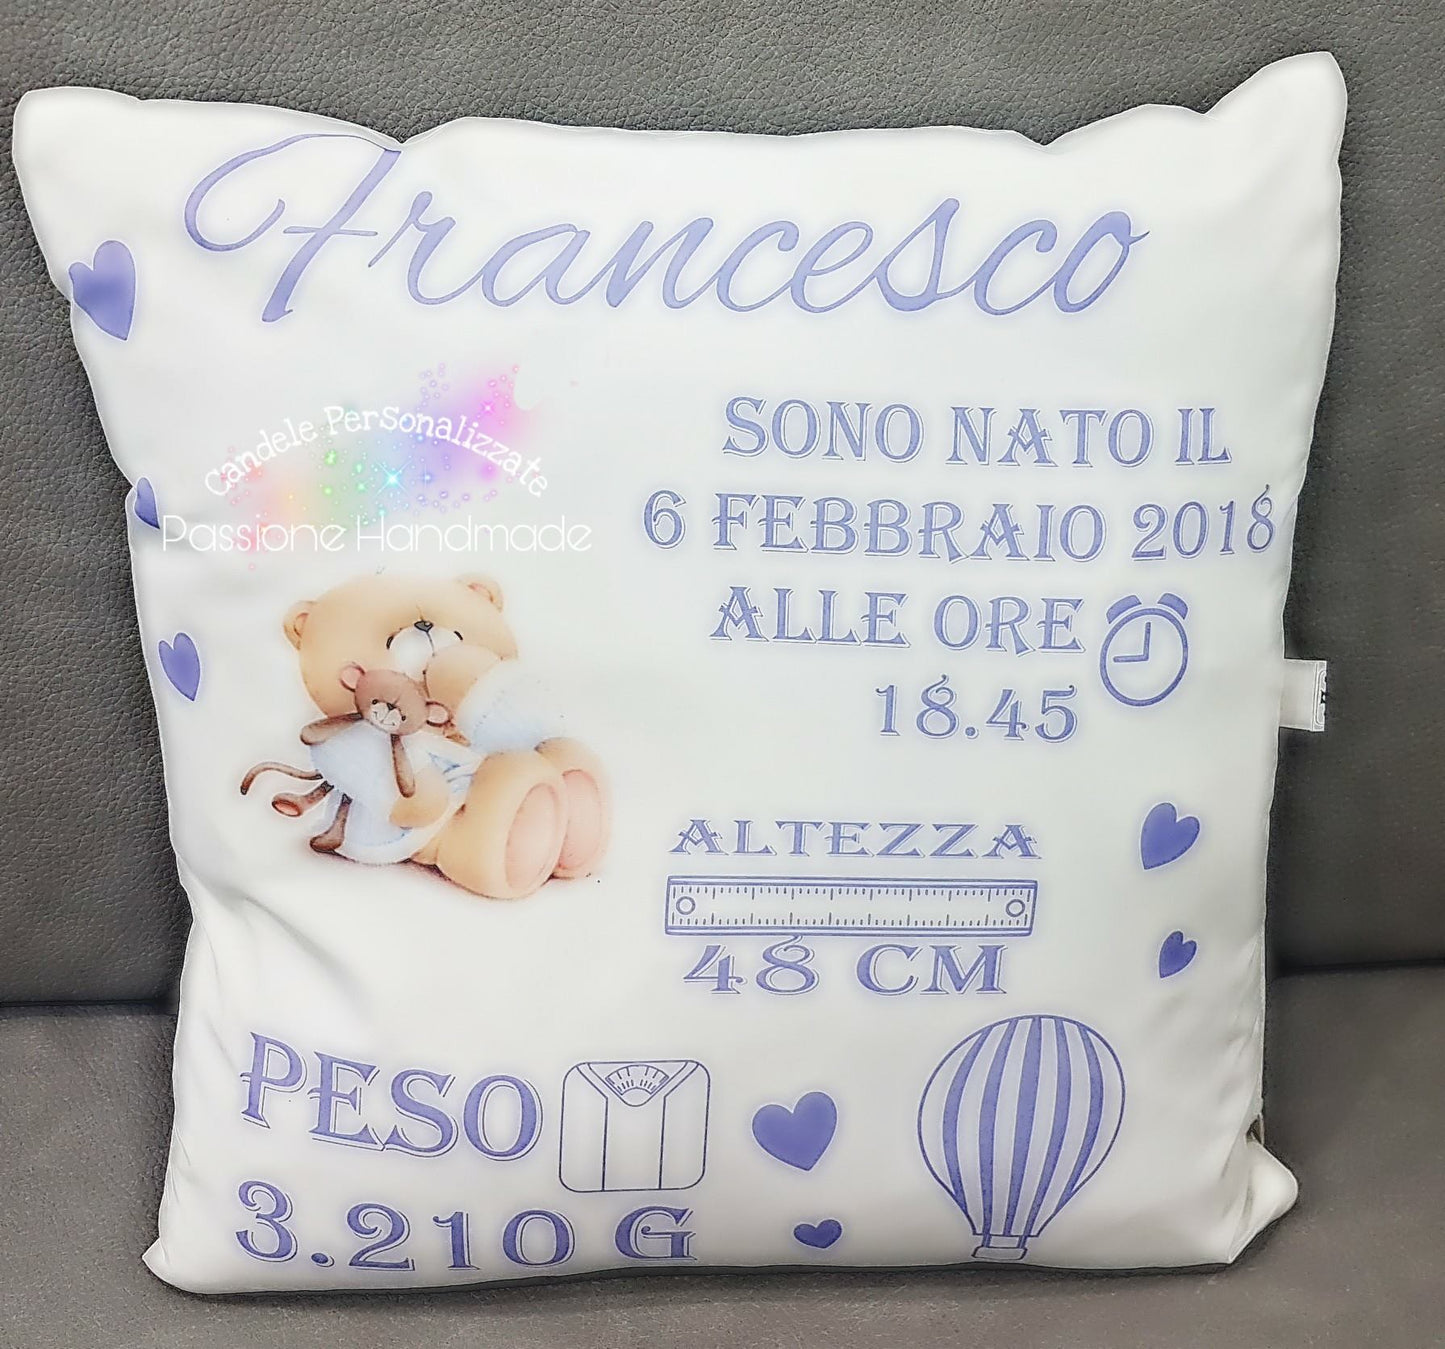 Francesco
Candele Personalizzate
Passione Handmade
SONO NATO IL
6 FEBBRAIO 2018
ALLE ORE
18.45
ALTEZZA
48 CM
PESO
3.210 G